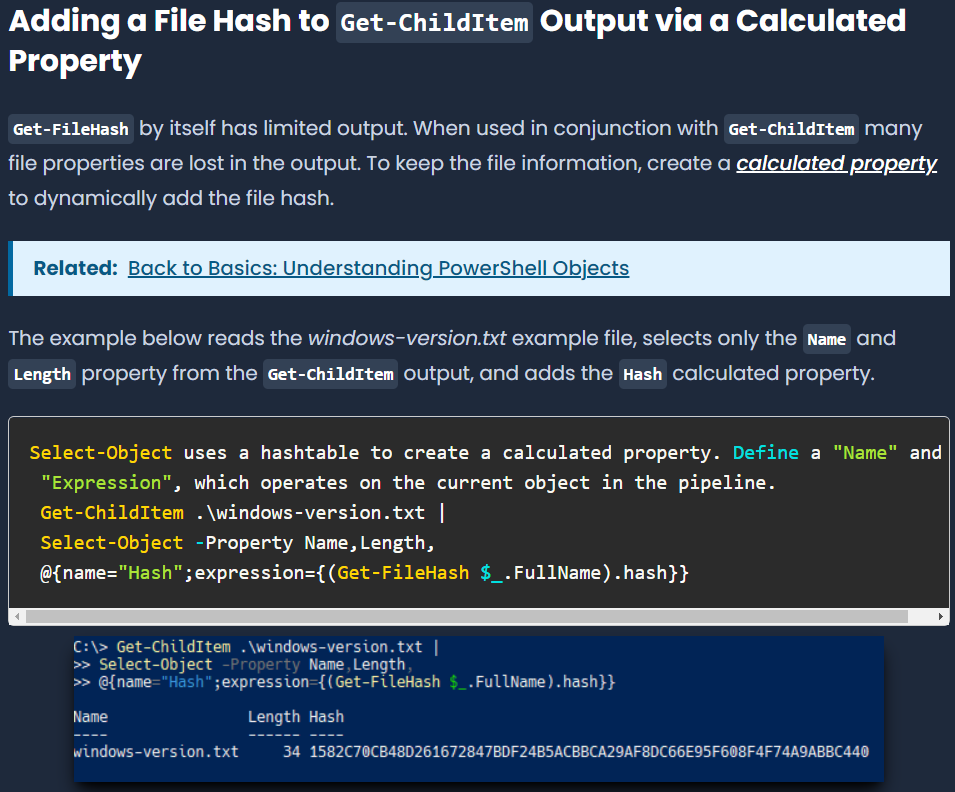 Adding a File Hash to Get-ChildItem Output via a Calculated
Property
Get-FileHash by itself has limited output. When used in conjunction with Get-ChildItem many
file properties are lost in the output. To keep the file information, create a calculated property
to dynamically add the file hash.
Related: Back to Basics: Understanding PowerShell Objects
The example below reads the windows-version.txt example file, selects only the Name and
Length property from the Get-ChildItem output, and adds the Hash calculated property.
Select-Object uses a hashtable to create a calculated property. Define a "Name" and
"Expression", which operates on the current object in the pipeline.
Get-ChildItem .\windows-version.txt |
Select-Object -Property Name,Length,
@{name="Hash";expression={(Get-FileHash $_.FullName).hash}}
C:\> Get-ChildItem .\windows-version.txt |
>> Select-Object -Property Name,Length,
>> @{name="Hash";expression={(Get-FileHash $_.FullName).hash}}
Name Length Hash
---- ------ ----
windows-version.txt 34 1582C70CB48D261672847BDF24B5ACBBCA29AF8DC66E95F608F4F74A9ABBC440